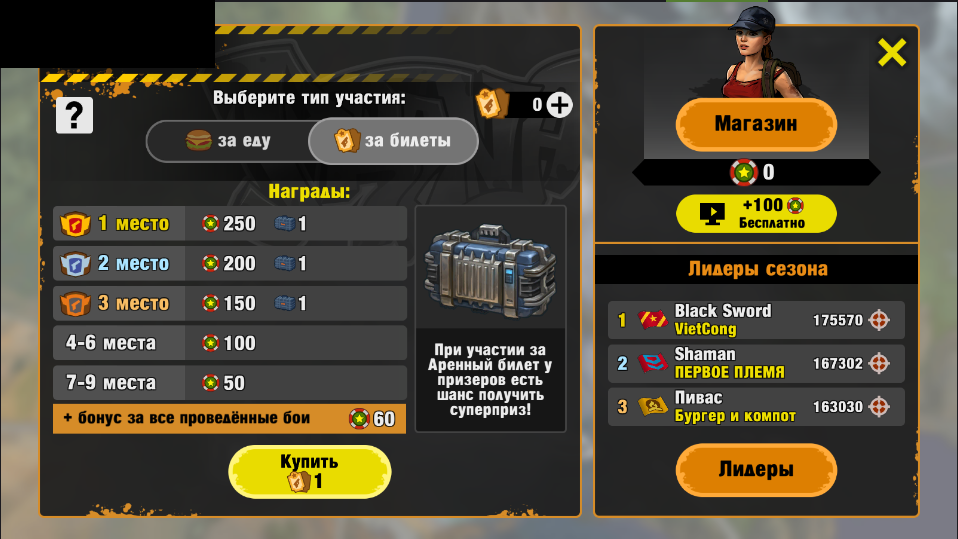 Выберите тип участия:
0
?
за еду
за билеты
Награды:
1 место 250 1
2 место 200 1
3 место 150 1
4-6 места 100
7-9 места 50
+ бонус за все проведённые бои 60
При участии за
Аренный билет у
призеров есть
шанс получить
суперприз!
Купить
1
Магазин
0
+100
Бесплатно
Лидеры сезона
1 Black Sword 175570
VietCong
2 Shaman 167302
ПЕРВОЕ ПЛЕМЯ
3 Пивас 163030
Бургер и компот
Лидеры